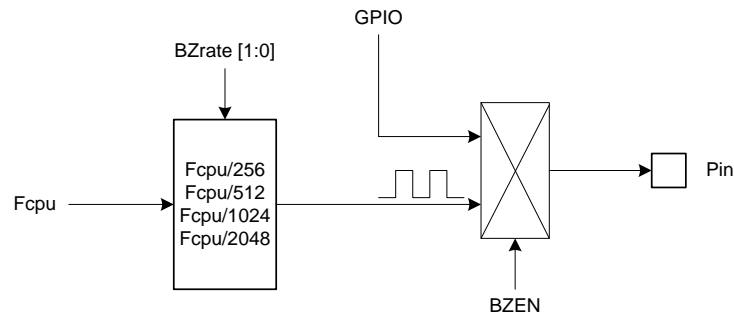 GPIO
BZrate [1:0]
Fcpu/256
Fcpu/512
Fcpu/1024
Fcpu/2048
Fcpu
Pin
BZEN